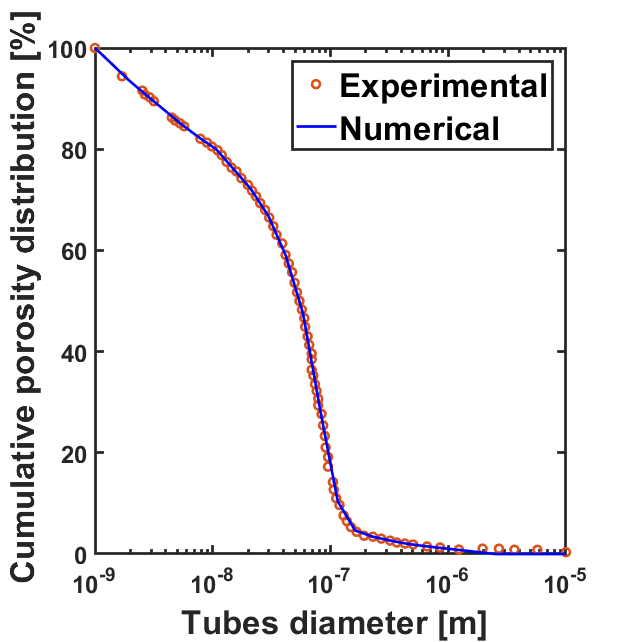 Cumulative porosity distribution [%]
100
80
60
40
20
0
Experimental
Numerical
10-9
10-8
10-7
10-6
10-5
Tubes diameter [m]